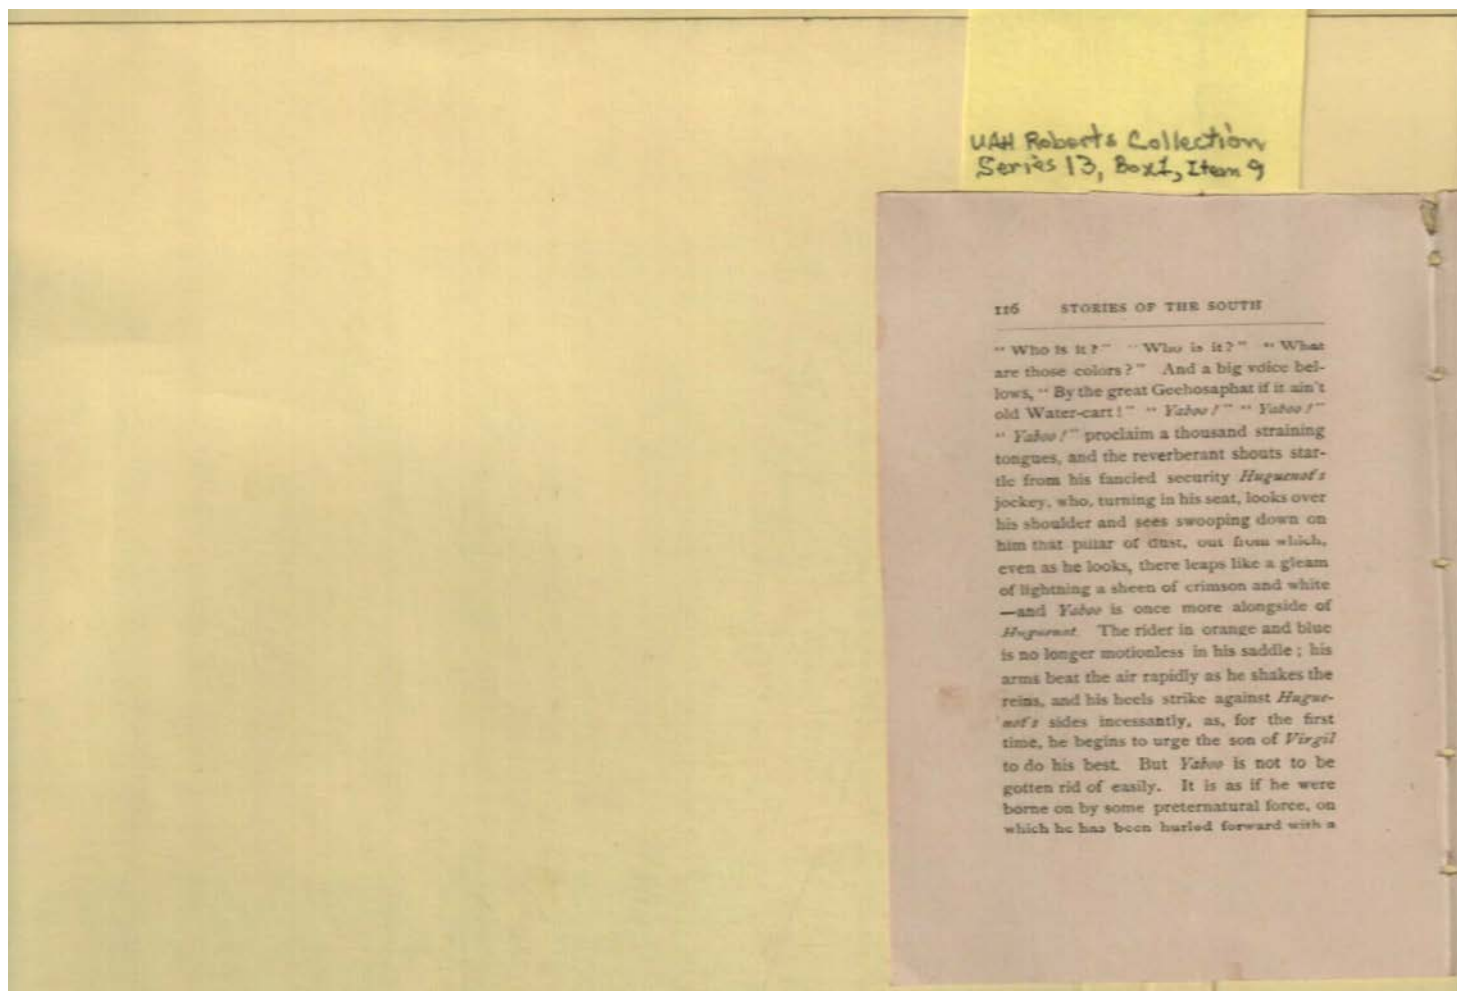 UAH Roberts Collection
Series 13, Box 1, Item 9
116 STORIES OF THE SOUTH
“ Who is it?” “Who is it?” “ What
are those colors?” And a big voice bel-
lows, “ By the great Geehosaphat if it ain't
old Water-cart!” “ Yaboo!” “ Yaboo!”
“ Yaboo!” proclaim a thousand straining
tongues, and the reverberant shouts star-
tle from his fancied security Huguenot's
jockey, who, turning in his seat, looks over
his shoulder and sees swooping down on
him that pillar of dust, out from which,
even as he looks, there leaps like a gleam
of lightning a sheen of crimson and white
—and Yaboo is once more alongside of
Huguenot. The rider in orange and blue
is no longer motionless in his saddle ; his
arms beat the air rapidly as he shakes the
reins, and his heels strike against Hugue-
not's sides incessantly, as, for the first
time, he begins to urge the son of Virgil
to do his best. But Yaboo is not to be
gotten rid of easily. It is as if he were
borne on by some preternatural force, on
which he has been hurled forward with a